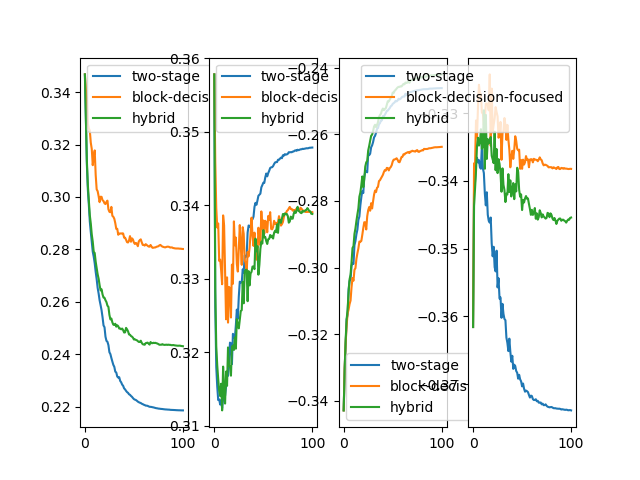 two-stage
block-decis
hybrid
two-stage
block-decis
hybrid
two-stage
block-decision-focused
hybrid
two-stage
block-decis
hybrid
0.34
0.32
0.30
0.28
0.26
0.24
0.22
0.36
0.35
0.34
0.33
0.32
0.31
−0.24
−0.26
−0.28
−0.30
−0.32
−0.34
−0.34
−0.35
−0.36
0 100
0 100
0 100
0 100